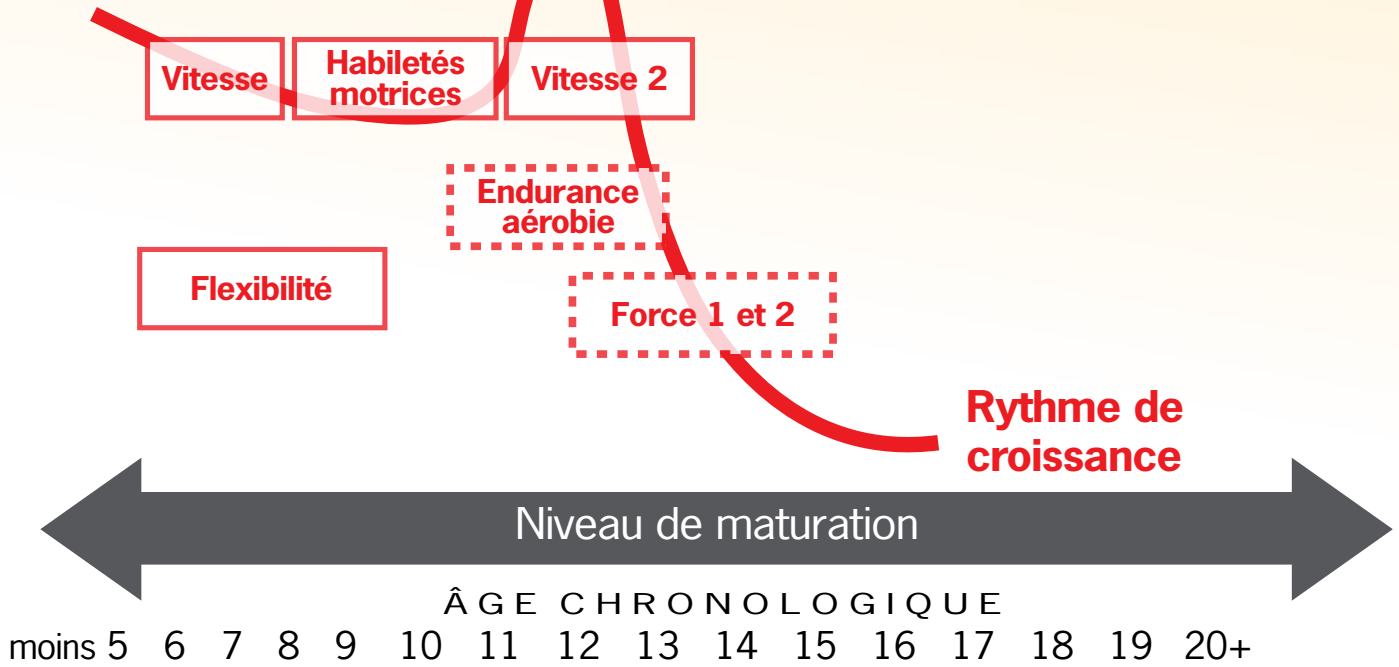 Vitesse
Habiletés
motrices
Vitesse 2
Endurance
aérobie
Flexibilité
Force 1 et 2
Rythme de
croissance
Niveau de maturation
ÂGE CHRONOLOGIQUE
moins 5 6 7 8 9 10 11 12 13 14 15 16 17 18 19 20+